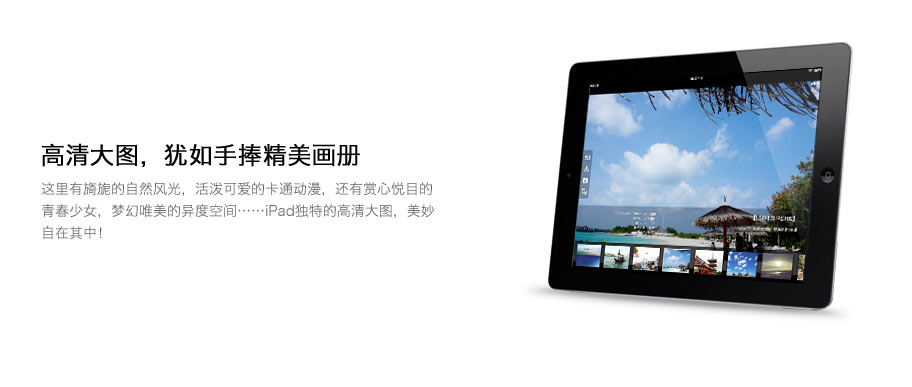 高清大图，犹如手捧精美画册
这里有旖旎的自然风光，活泼可爱的卡通动漫，还有赏心悦目的
青春少女，梦幻唯美的异度空间……iPad独特的高清大图，美妙
自在其中！